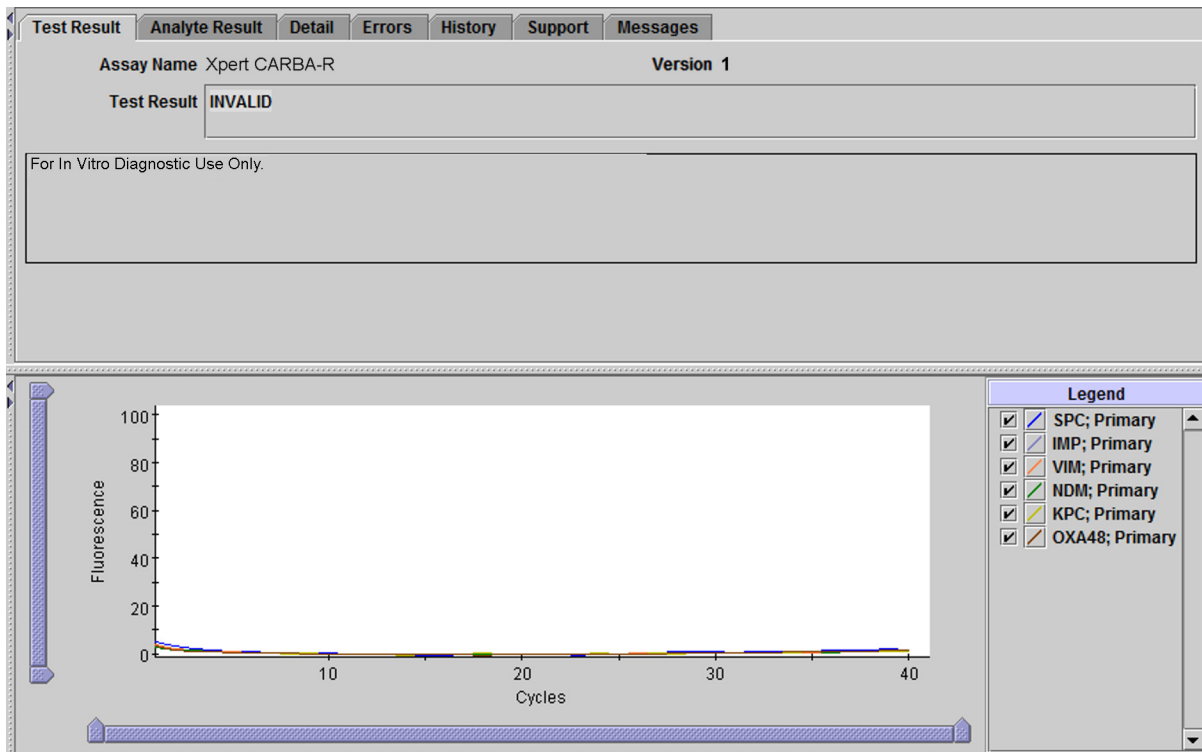 Test Result Analyte Result Detail Errors History Support Messages
Assay Name Xpert CARBA-R Version 1
Test Result INVALID
For In Vitro Diagnostic Use Only.
Legend
SPC; Primary
IMP; Primary
VIM; Primary
NDM; Primary
KPC; Primary
OXA48; Primary
100
80
60
40
20
0
Fluorescence
10 20 30 40
Cycles